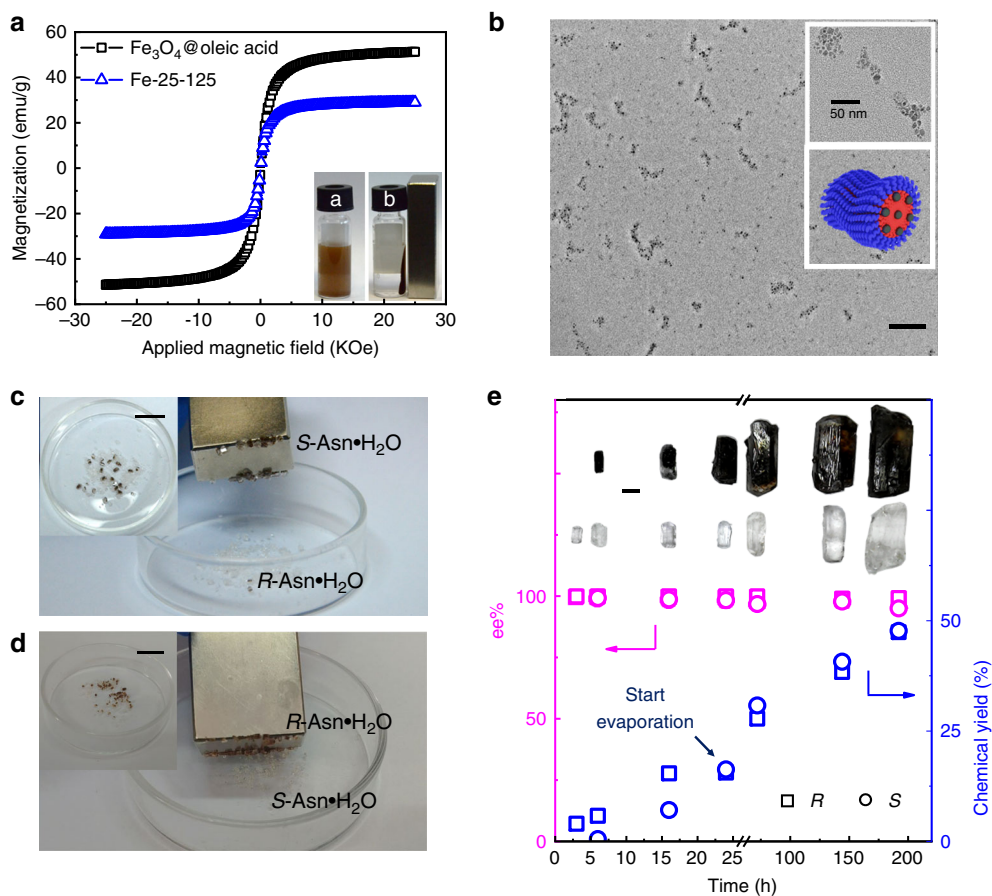 a
60
40
20
0
–20
–40
–60
Magnetization (emu/g)
Fe₃O₄@oleic acid
Fe-25-125
a
b
–30
–20
-10
0
10
20
30
Applied magnetic field (KOe)
b
50 nm
c
S-Asn•H₂O
R-Asn•H₂O
d
R-Asn•H₂O
S-Asn•H₂O
e
100
50
0
ee%
Start
evaporation
R
S
50
25
0
Chemical yield (%)
0
5
10
15
20
25
100
150
200
Time (h)